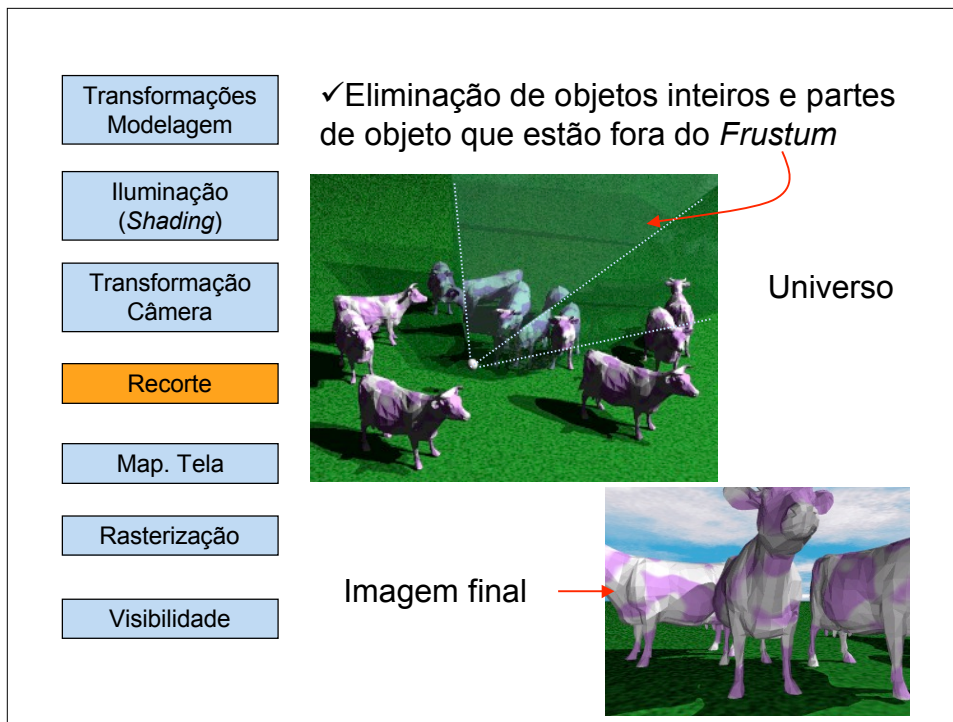 Transformações
Modelagem
Iluminação
(Shading)
Transformação
Câmera
Recorte
Map. Tela
Rasterização
Visibilidade
✓Eliminação de objetos inteiros e partes
de objeto que estão fora do Frustum
Universo
Imagem final